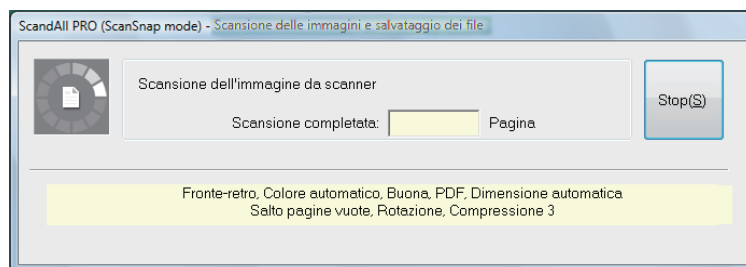 ScandAll PRO (ScanSnap mode) - Scansione delle immagini e salvataggio dei file
Scansione dell'immagine da scanner
Scansione completata: Pagina
Stop(S)
Fronte-retro, Colore automatico, Buona, PDF, Dimensione automatica
Salto pagine vuote, Rotazione, Compressione 3